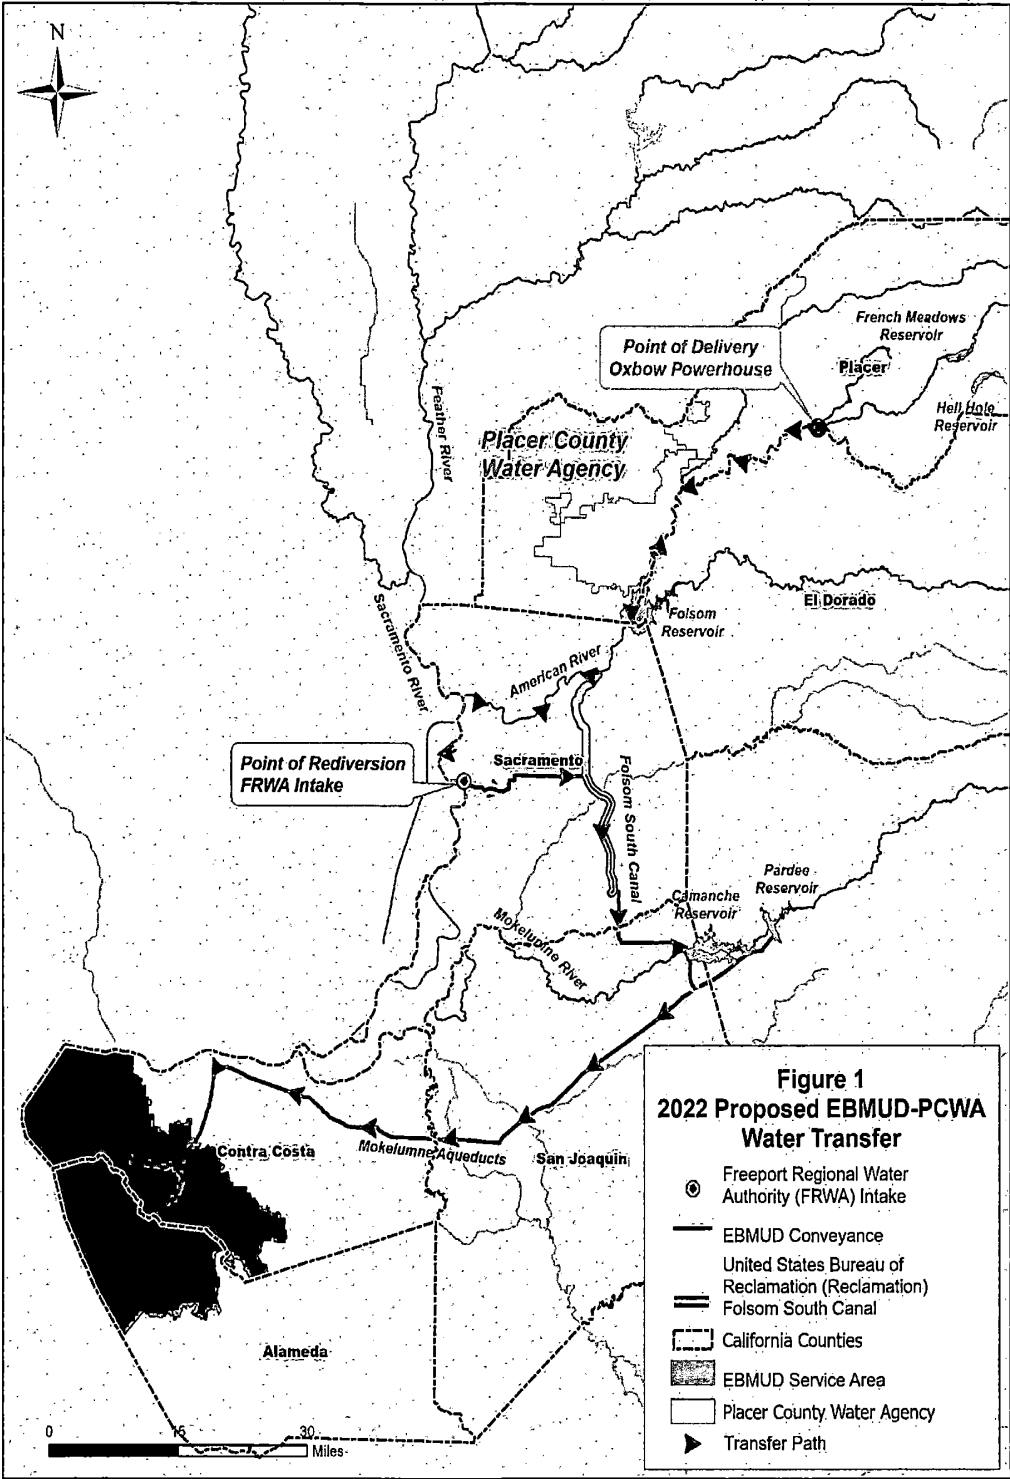 N
French Meadows
Reservoir
Point of Delivery
Oxbow Powerhouse
Placer
Hell Hole
Reservoir
Feather River
Placer County
Water Agency
El Dorado
Folsom
Reservoir
Sacramento River
American River
Point of Rediversion
FRWA Intake
Sacramento
Folsom South Canal
Pardee
Reservoir
Camanche
Reservoir
Mokelumne River
Contra Costa
Mokelumne Aqueducts
San Joaquin
Alameda
0 15 30
Miles
Figure 1
2022 Proposed EBMUD-PCWA
Water Transfer
Freeport Regional Water
Authority (FRWA) Intake
EBMUD Conveyance
United States Bureau of
Reclamation (Reclamation)
Folsom South Canal
California Counties
EBMUD Service Area
Placer County Water Agency
Transfer Path